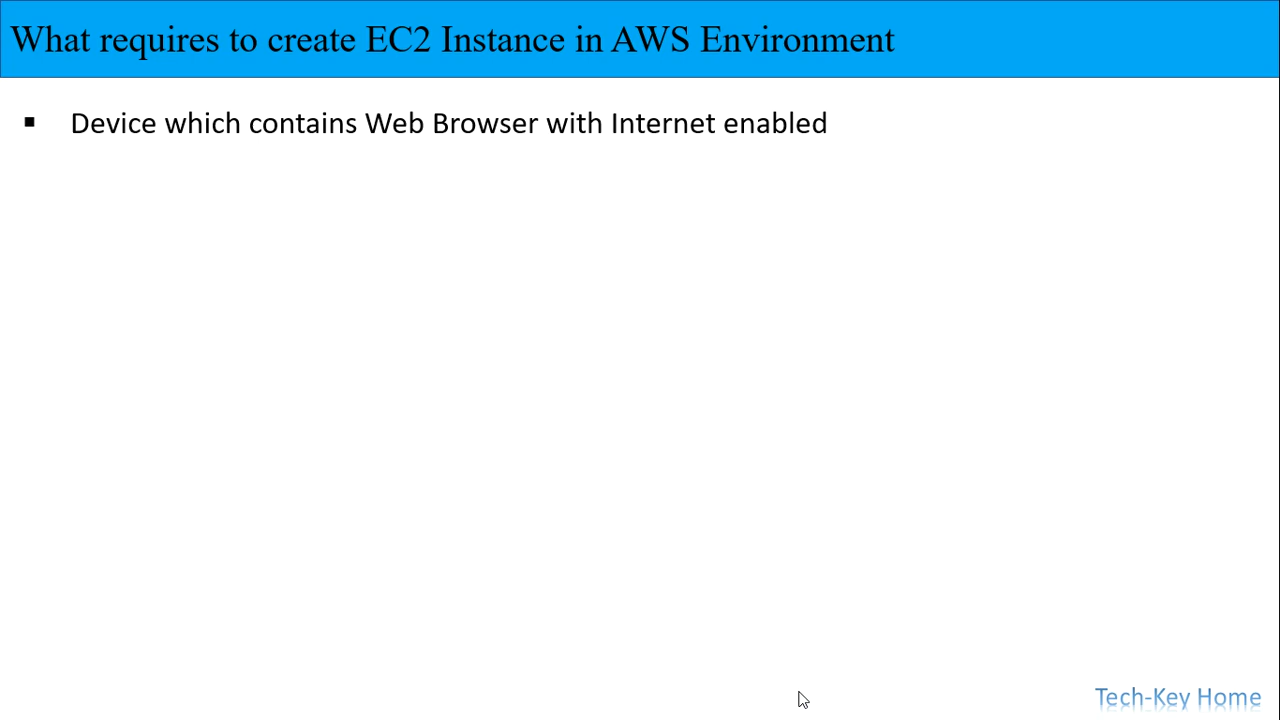 What requires to create EC2 Instance in AWS Environment
▪ Device which contains Web Browser with Internet enabled
Tech-Key Home